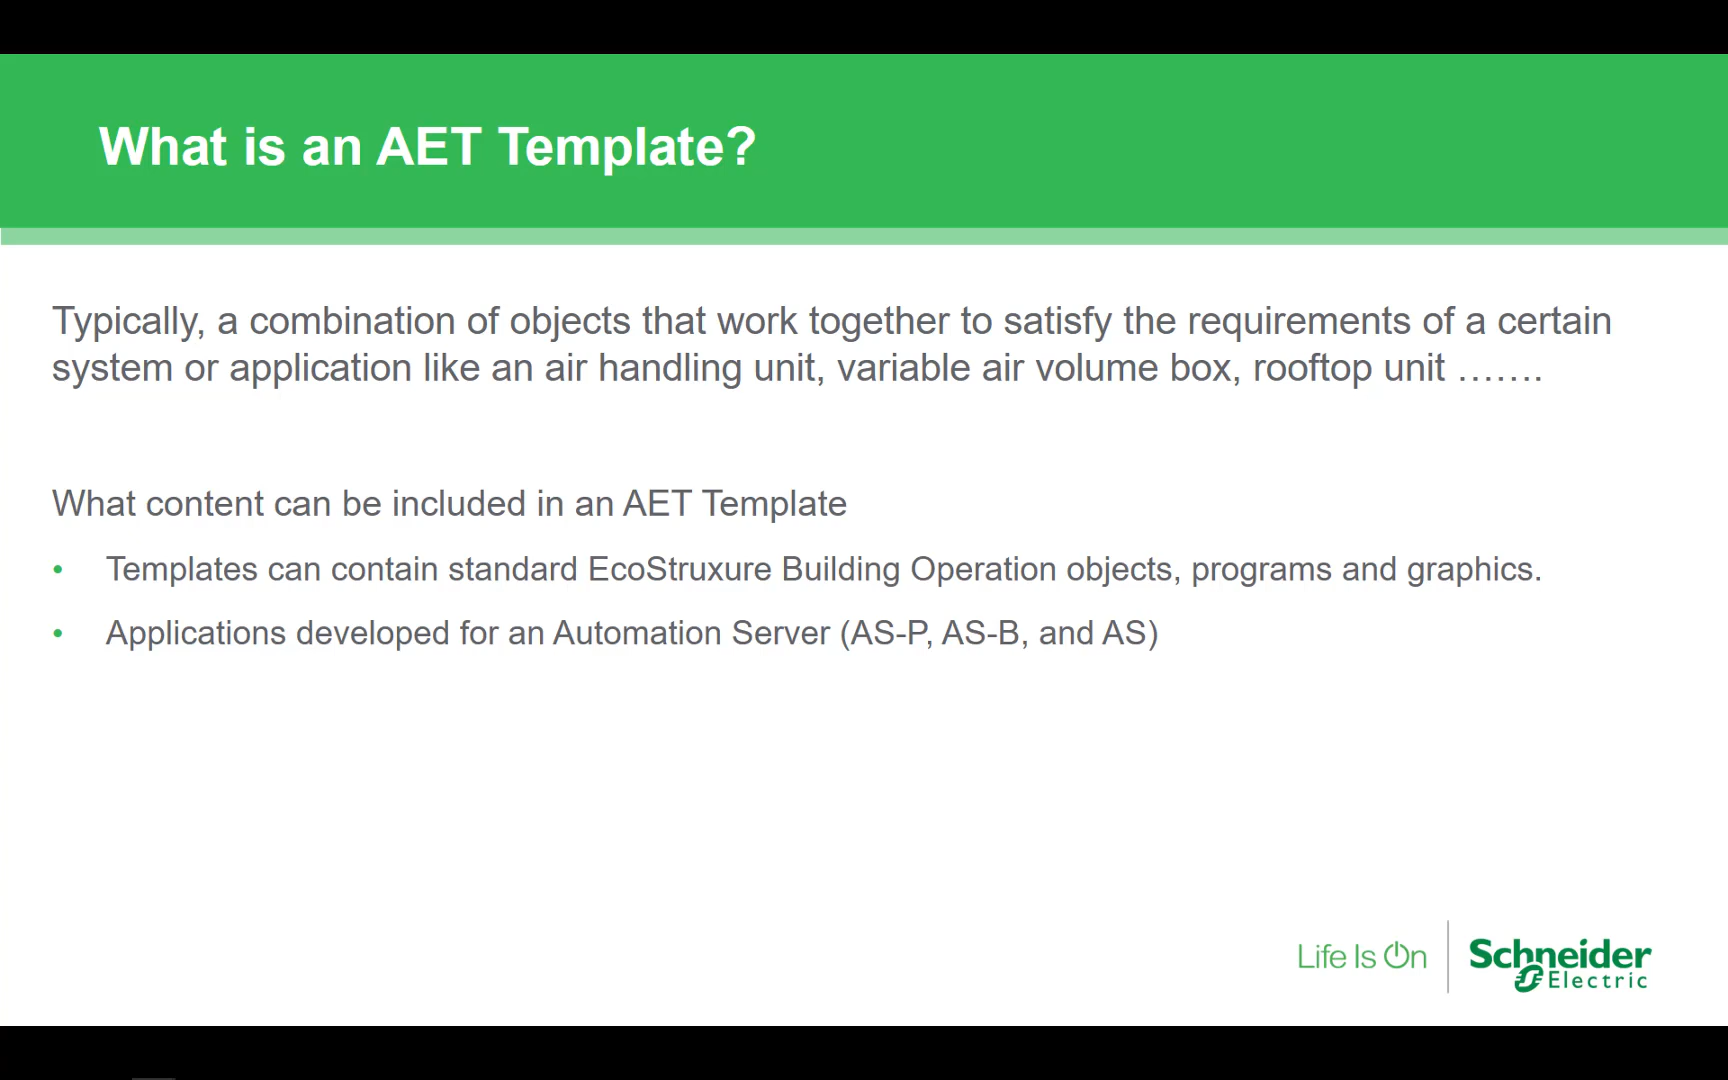 What is an AET Template?
Typically, a combination of objects that work together to satisfy the requirements of a certain
system or application like an air handling unit, variable air volume box, rooftop unit …….
What content can be included in an AET Template
• Templates can contain standard EcoStruxure Building Operation objects, programs and graphics.
• Applications developed for an Automation Server (AS-P, AS-B, and AS)
Life Is On
Schneider
Electric